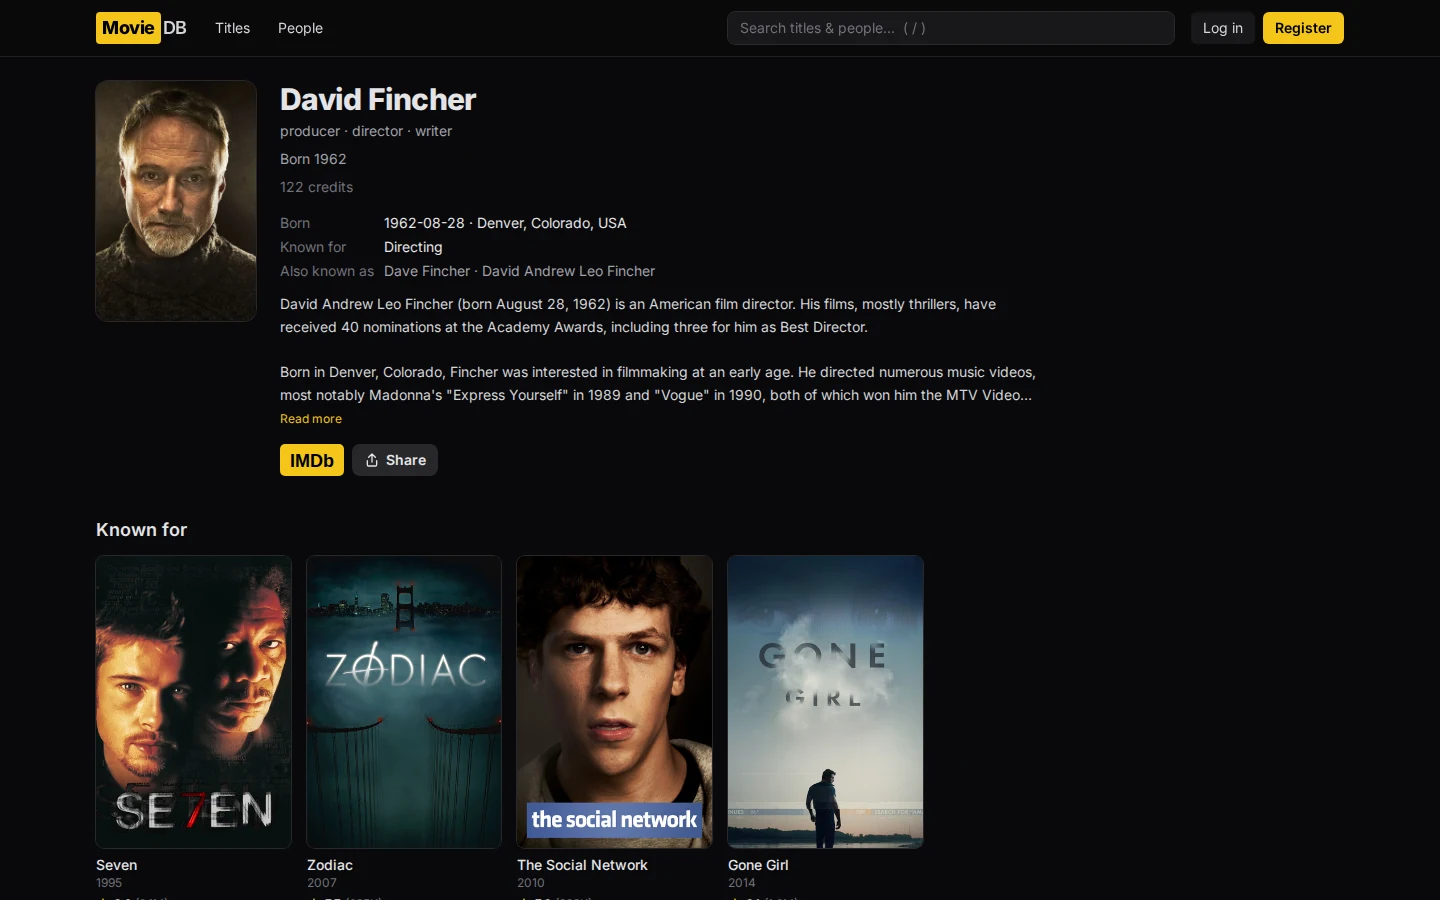 Movie DB Titles People Search titles & people... ( / ) Log in Register
David Fincher
producer · director · writer
Born 1962
122 credits
Born 1962-08-28 · Denver, Colorado, USA
Known for Directing
Also known as Dave Fincher · David Andrew Leo Fincher
David Andrew Leo Fincher (born August 28, 1962) is an American film director. His films, mostly thrillers, have
received 40 nominations at the Academy Awards, including three for him as Best Director.
Born in Denver, Colorado, Fincher was interested in filmmaking at an early age. He directed numerous music videos,
most notably Madonna's "Express Yourself" in 1989 and "Vogue" in 1990, both of which won him the MTV Video...
Read more
IMDb Share
Known for
SE7EN
ZODIAC
the social network
GONE
GIRL
Seven Zodiac The Social Network Gone Girl
1995 2007 2010 2014